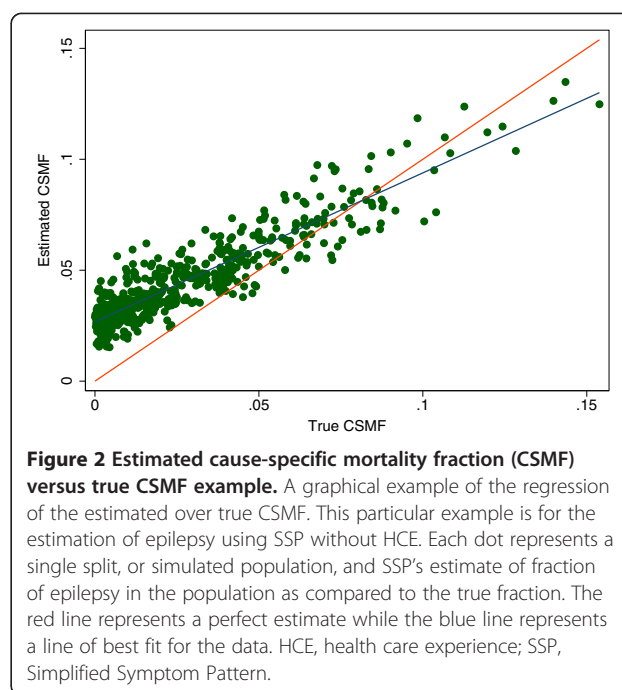 .15
.1
.05
0
Estimated CSMF
0 .05 .1 .15
True CSMF
Figure 2 Estimated cause-specific mortality fraction (CSMF)
versus true CSMF example. A graphical example of the regression
of the estimated over true CSMF. This particular example is for the
estimation of epilepsy using SSP without HCE. Each dot represents a
single split, or simulated population, and SSP's estimate of fraction
of epilepsy in the population as compared to the true fraction. The
red line represents a perfect estimate while the blue line represents
a line of best fit for the data. HCE, health care experience; SSP,
Simplified Symptom Pattern.